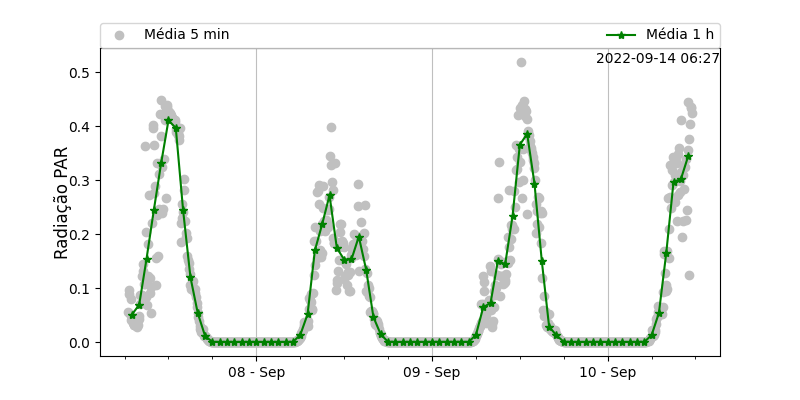 Média 5 min
Média 1 h
2022-09-14 06:27
Radiação PAR
0.5
0.4
0.3
0.2
0.1
0.0
08 - Sep
09 - Sep
10 - Sep